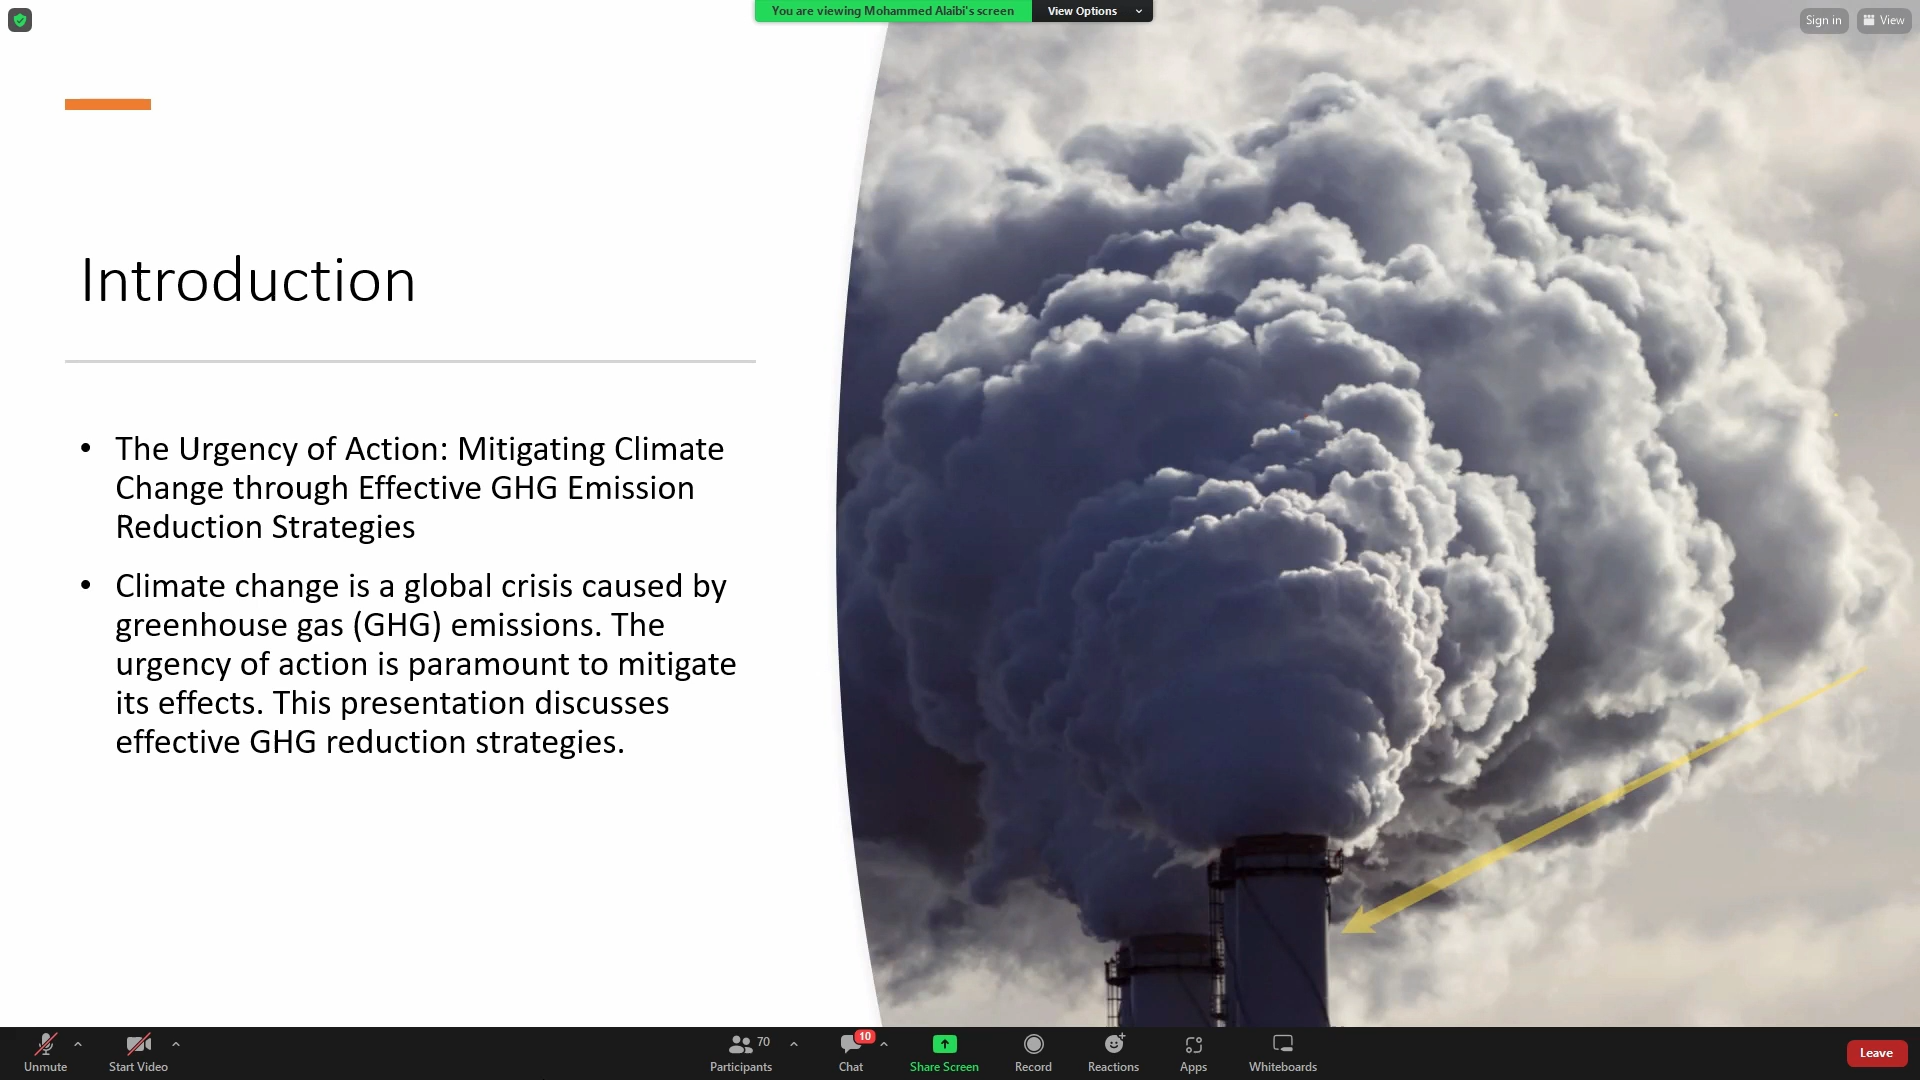 You are viewing Mohammed Alaibi's screen
View Options
Sign in
View
Introduction
• The Urgency of Action: Mitigating Climate
Change through Effective GHG Emission
Reduction Strategies
• Climate change is a global crisis caused by
greenhouse gas (GHG) emissions. The
urgency of action is paramount to mitigate
its effects. This presentation discusses
effective GHG reduction strategies.
Unmute
Start Video
70
Participants
10
Chat
Share Screen
Record
Reactions
Apps
Whiteboards
Leave